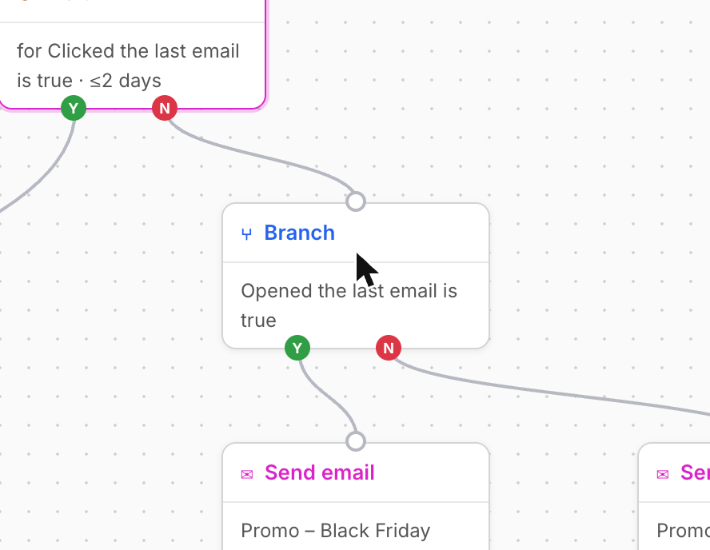 for Clicked the last email
is true · ≤2 days
Y
N
Branch
Opened the last email is
true
Y
N
Send email
Promo – Black Friday